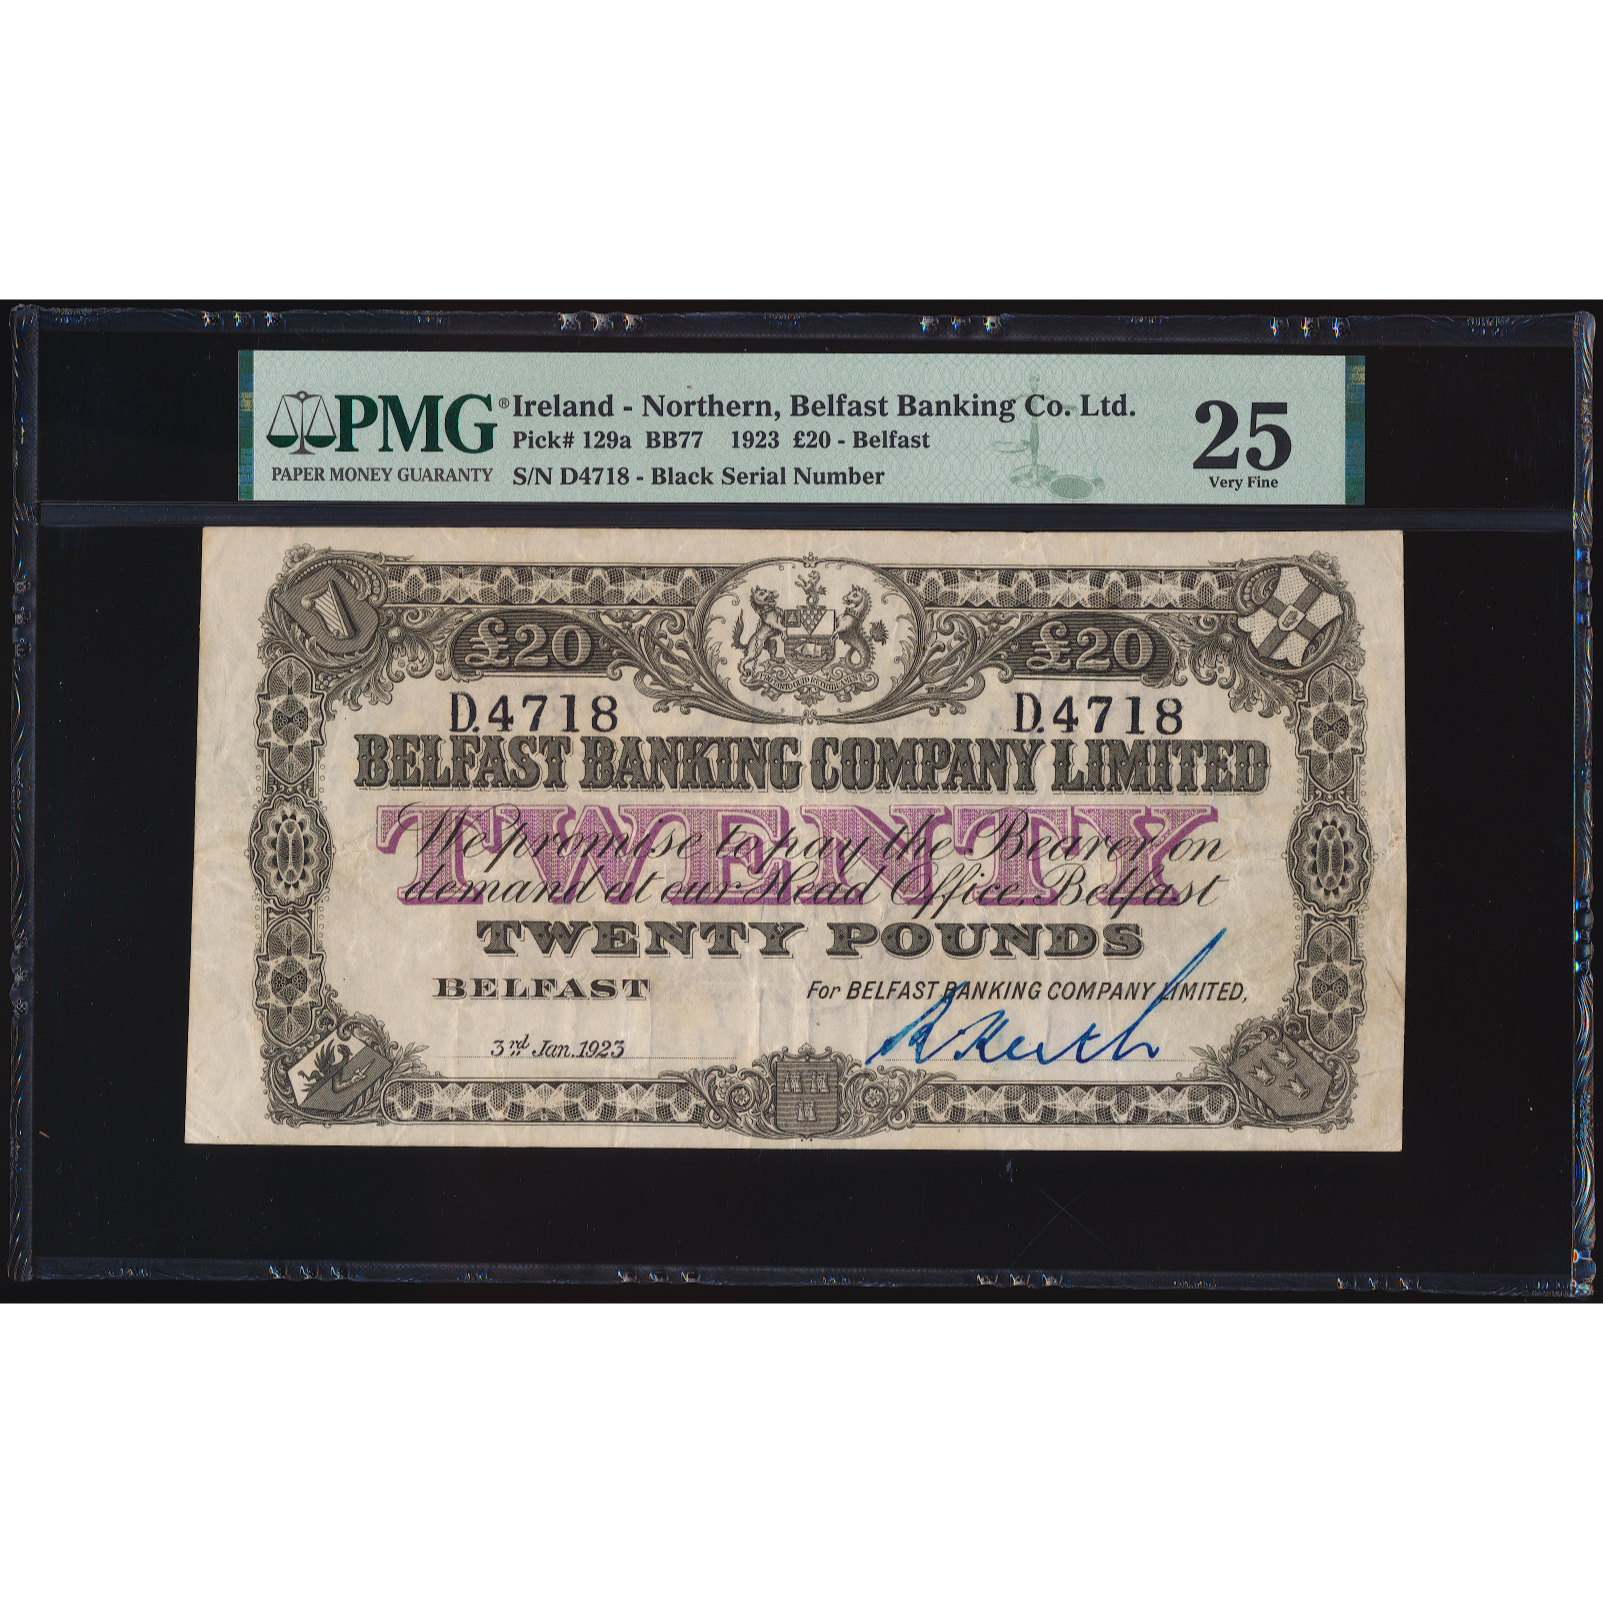 PMG®
PAPER MONEY GUARANTY
Ireland - Northern, Belfast Banking Co. Ltd.
Pick# 129a BB77 1923 £20 - Belfast
S/N D4718 - Black Serial Number
25
Very Fine
£20 £20
D.4718 D.4718
BELFAST BANKING COMPANY LIMITED
TWENTY
We promise to pay the Bearer on
demand at our Head Office, Belfast
TWENTY POUNDS
BELFAST For BELFAST BANKING COMPANY LIMITED,
3rd Jan. 1923